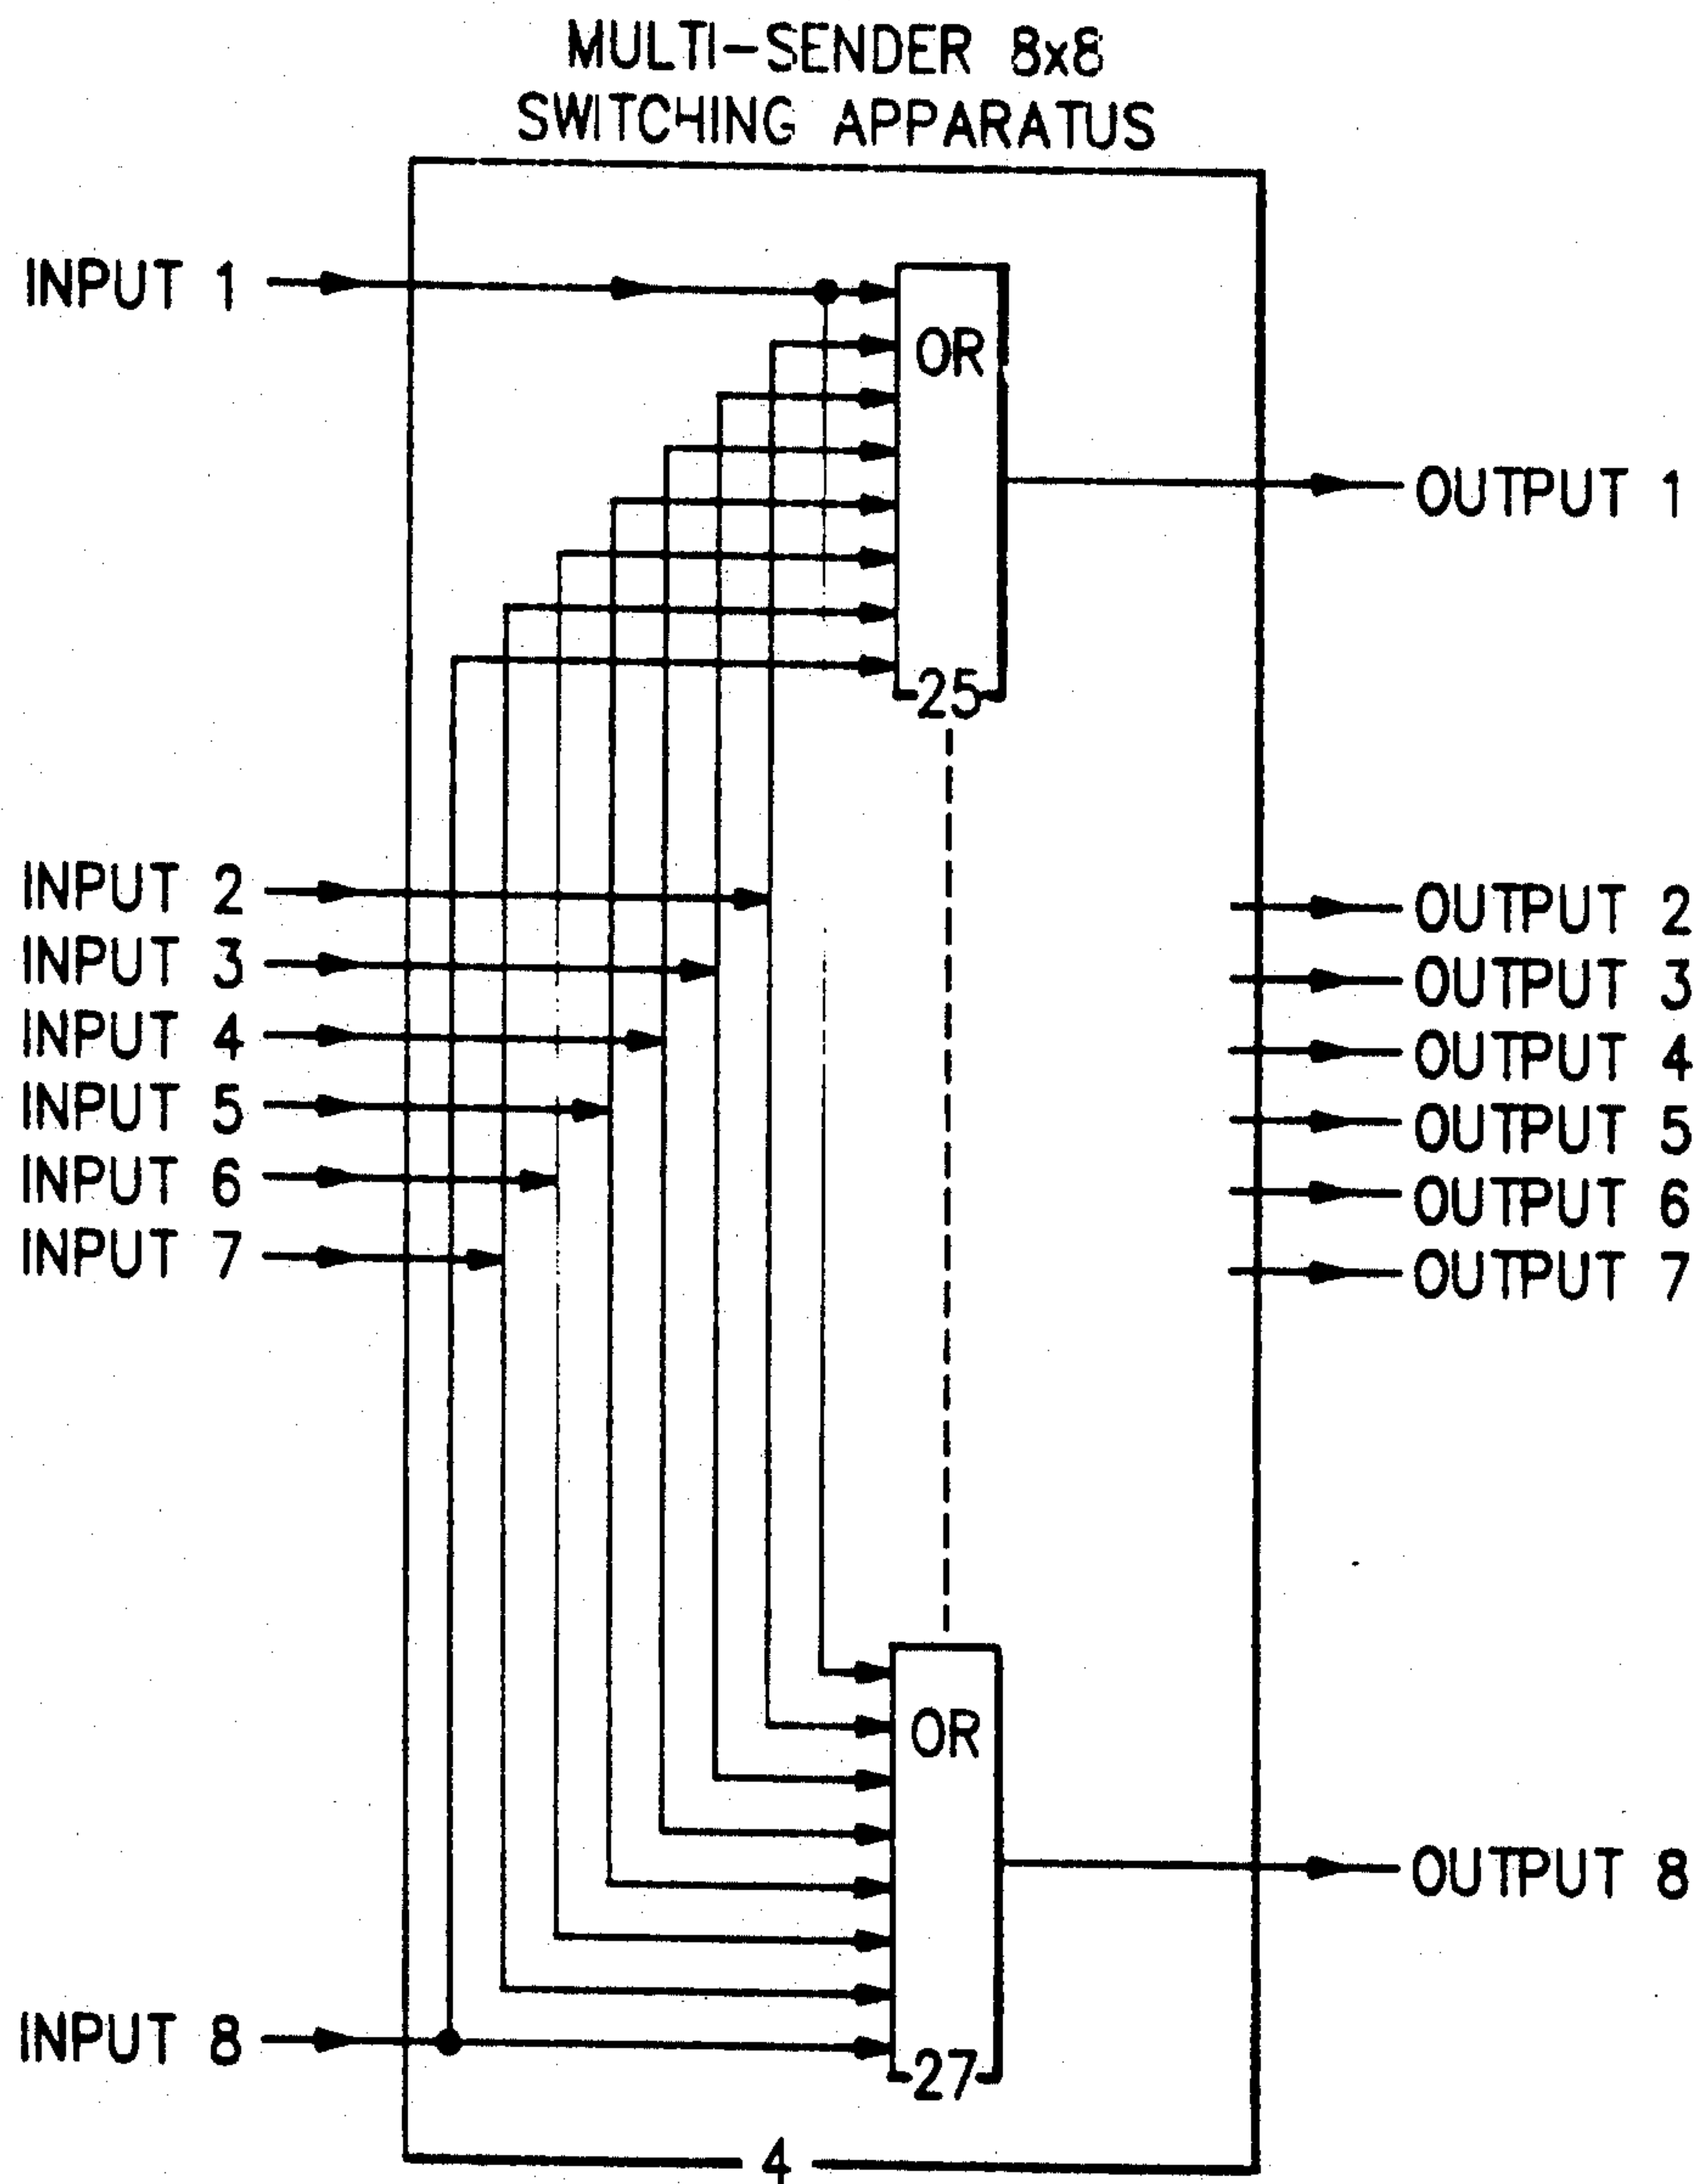 MULTI-SENDER 8x8
SWITCHING APPARATUS
INPUT 1
OR
OUTPUT 1
25
INPUT 2
INPUT 3
INPUT 4
INPUT 5
INPUT 6
INPUT 7
OUTPUT 2
OUTPUT 3
OUTPUT 4
OUTPUT 5
OUTPUT 6
OUTPUT 7
OR
OUTPUT 8
INPUT 8
27
4